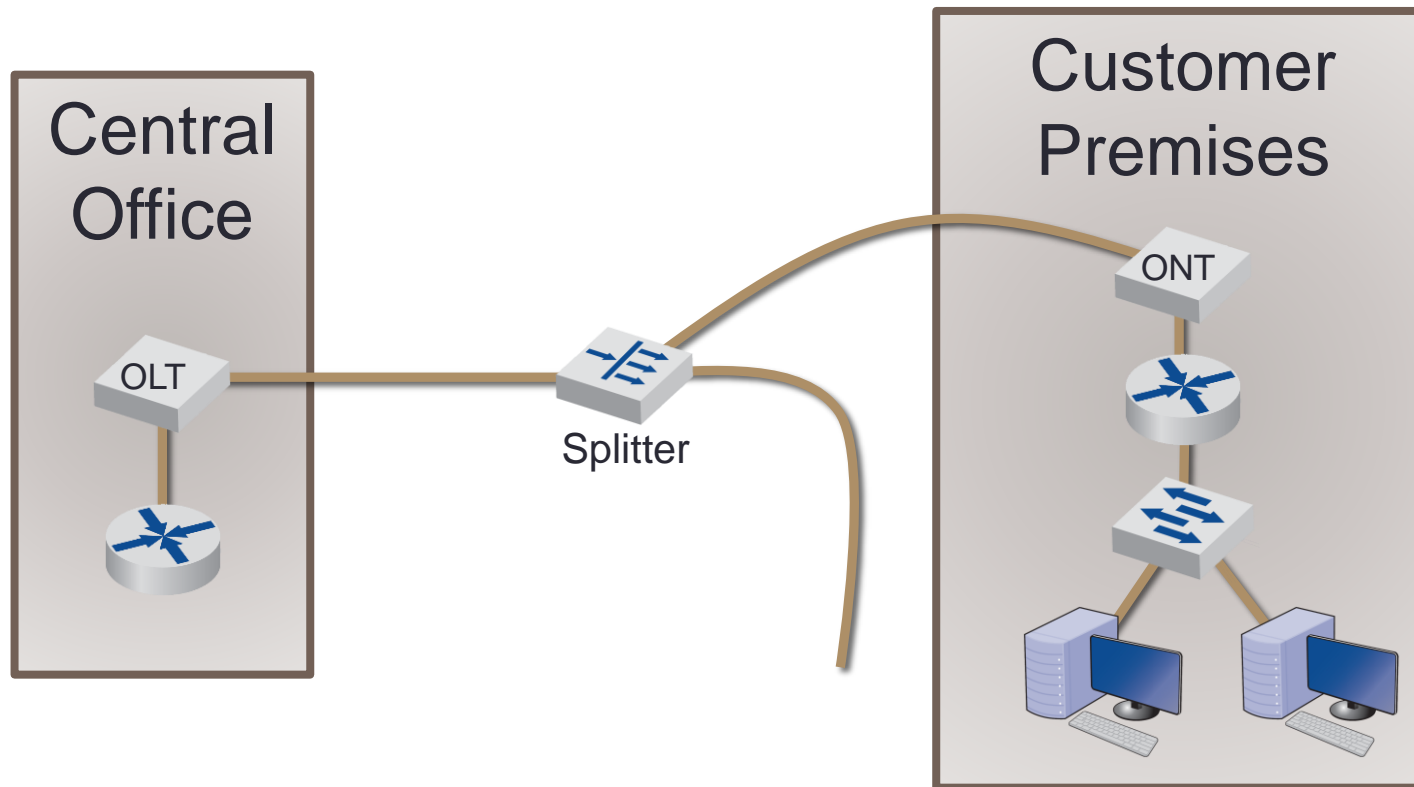 Central
Office
OLT
Splitter
Customer
Premises
ONT